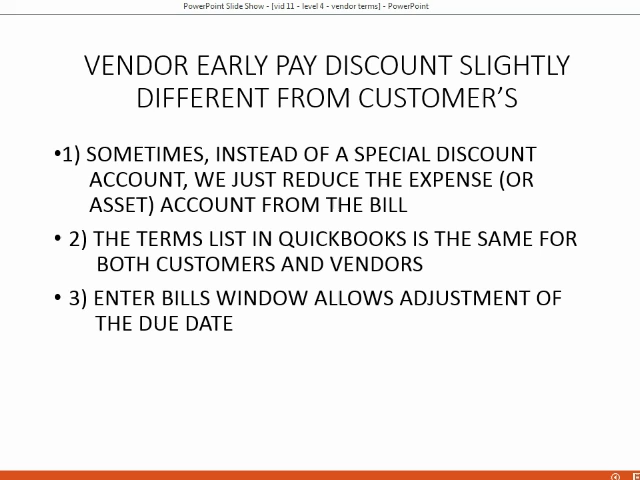 PowerPoint Slide Show - [vid 11 - level 4 - vendor terms] - PowerPoint
VENDOR EARLY PAY DISCOUNT SLIGHTLY
DIFFERENT FROM CUSTOMER’S
•1) SOMETIMES, INSTEAD OF A SPECIAL DISCOUNT
ACCOUNT, WE JUST REDUCE THE EXPENSE (OR
ASSET) ACCOUNT FROM THE BILL
• 2) THE TERMS LIST IN QUICKBOOKS IS THE SAME FOR
BOTH CUSTOMERS AND VENDORS
• 3) ENTER BILLS WINDOW ALLOWS ADJUSTMENT OF
THE DUE DATE